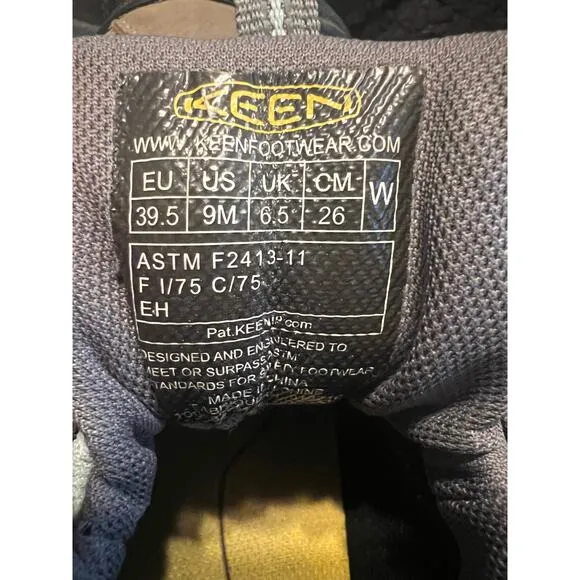 KEEN
WWW.KEENFOOTWEAR.COM
EU US UK CM W
39.5 9M 6.5 26
ASTM F2413-11
F I/75 C/75
EH
Pat.KEENIP.com
DESIGNED AND ENGINEERED TO
MEET OR SURPASS ASTM
STANDARDS FOR SAFETY FOOTWEAR
MADE IN CHINA